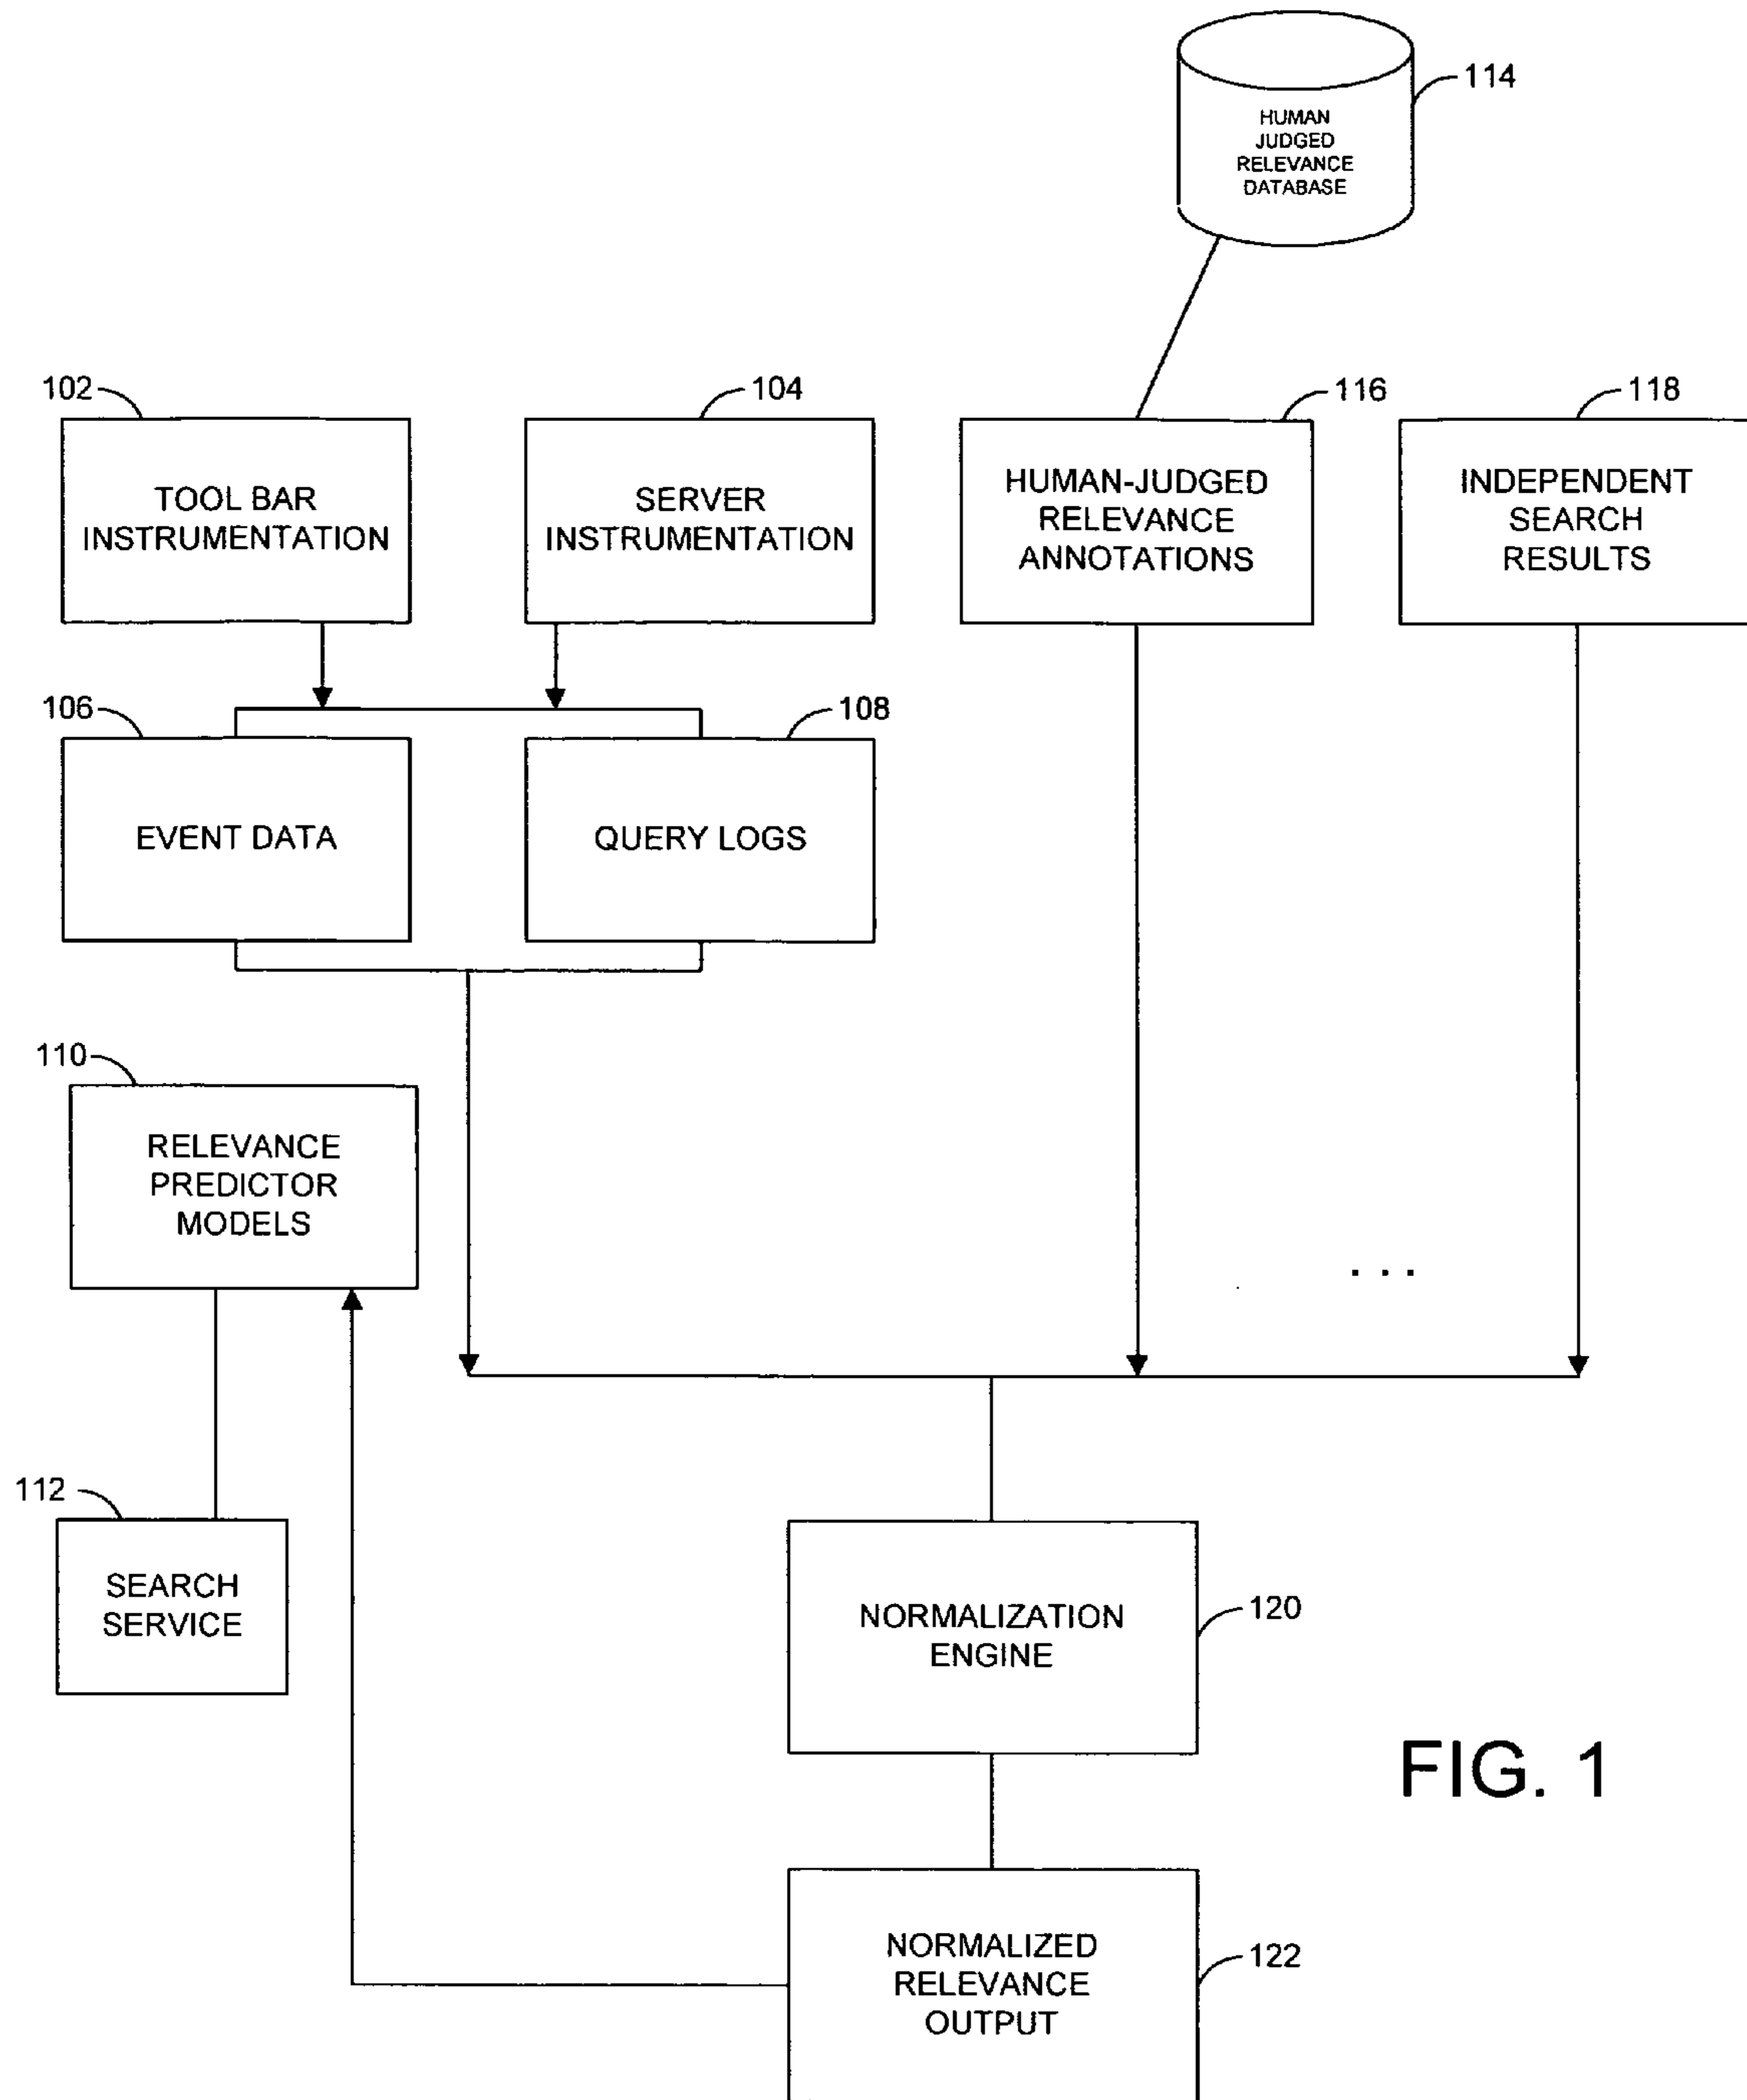 114
HUMAN
JUDGED
RELEVANCE
DATABASE
102
104
116
118
TOOL BAR
INSTRUMENTATION
SERVER
INSTRUMENTATION
HUMAN-JUDGED
RELEVANCE
ANNOTATIONS
INDEPENDENT
SEARCH
RESULTS
106
108
EVENT DATA
QUERY LOGS
110
RELEVANCE
PREDICTOR
MODELS
. . .
112
SEARCH
SERVICE
NORMALIZATION
ENGINE
120
FIG. 1
NORMALIZED
RELEVANCE
OUTPUT
122